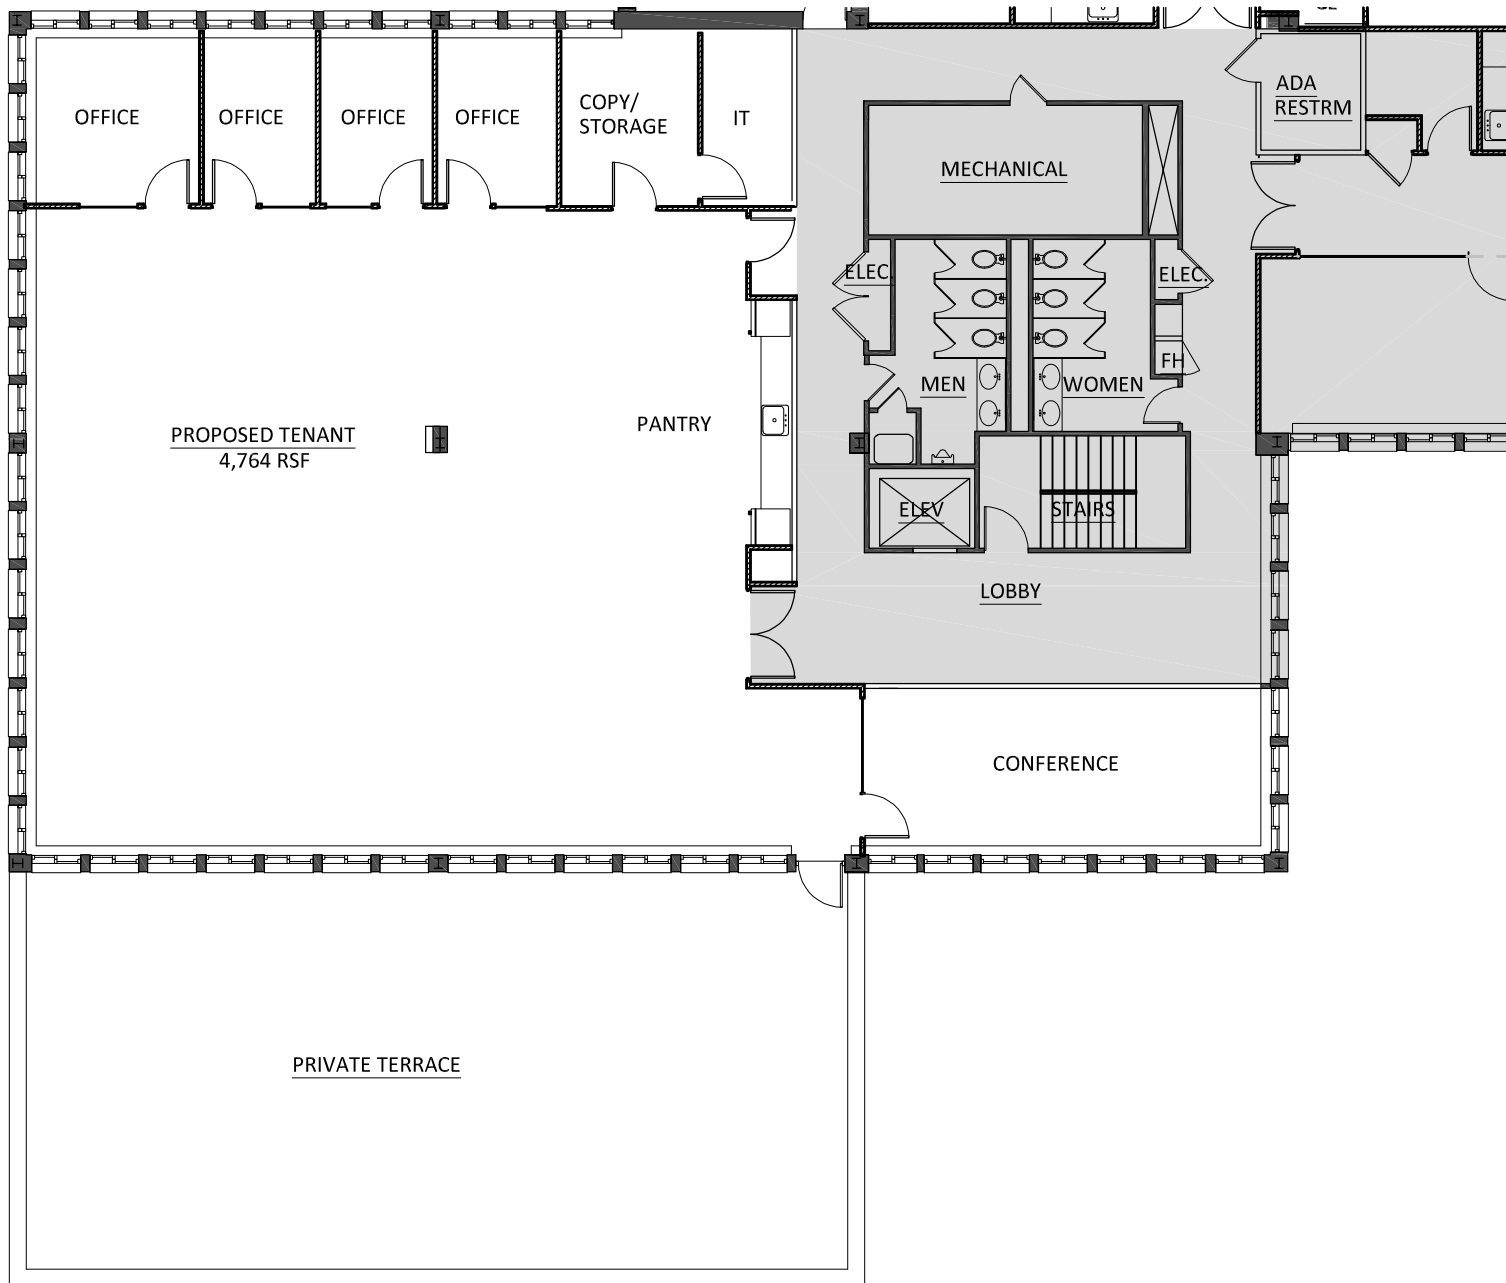 OFFICE
OFFICE
OFFICE
OFFICE
COPY/
STORAGE
IT
ADA
RESTRM
MECHANICAL
ELEC.
ELEC.
FH
MEN
WOMEN
PANTRY
PROPOSED TENANT
4,764 RSF
ELEV
STAIRS
LOBBY
CONFERENCE
PRIVATE TERRACE